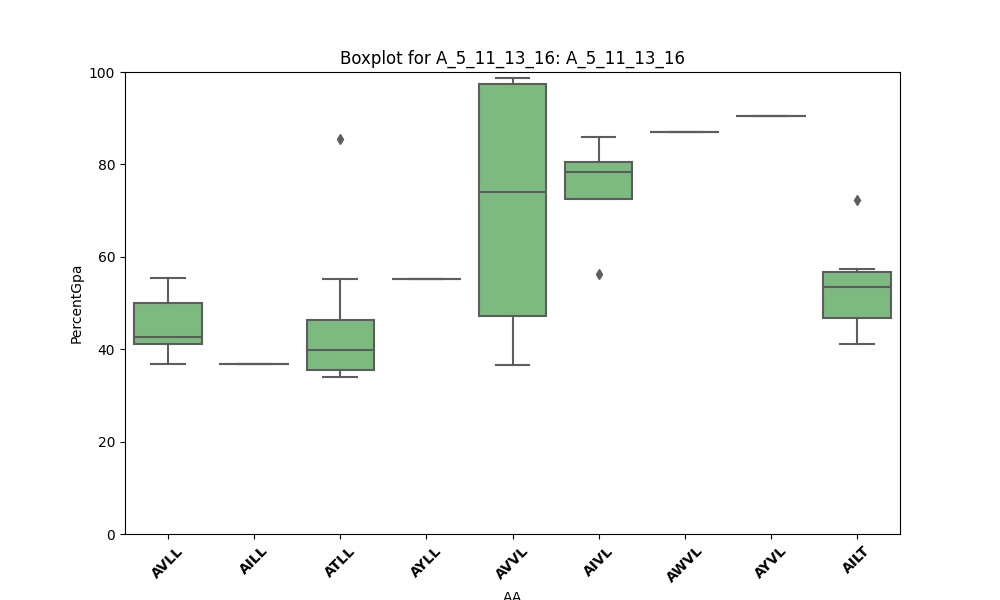 Boxplot for A_5_11_13_16: A_5_11_13_16
PercentGpa
100
80
60
40
20
0
AVLL AILL ATLL AYLL AVVL AIVL AWVL AYVL AILT
AA